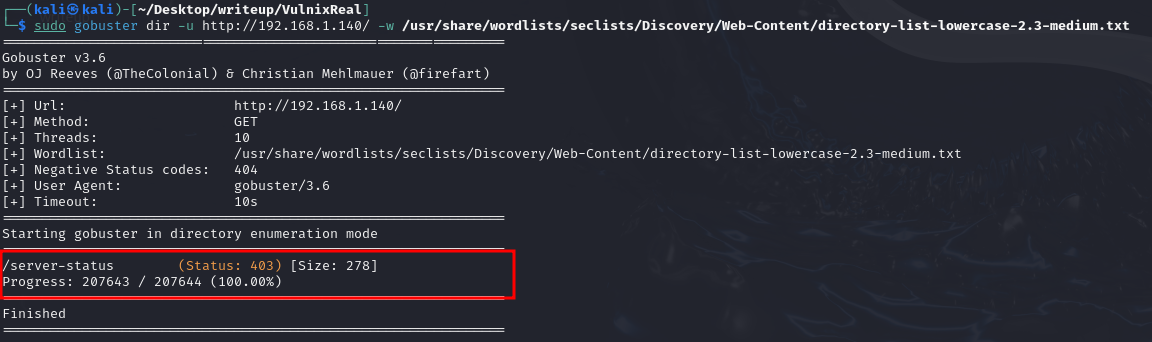 ┌──(kali㉿kali)-[~/Desktop/writeup/VulnixReal]
└─$ sudo gobuster dir -u http://192.168.1.140/ -w /usr/share/wordlists/seclists/Discovery/Web-Content/directory-list-lowercase-2.3-medium.txt
===============================================================
Gobuster v3.6
by OJ Reeves (@TheColonial) & Christian Mehlmauer (@firefart)
===============================================================
[+] Url:                     http://192.168.1.140/
[+] Method:                  GET
[+] Threads:                 10
[+] Wordlist:                /usr/share/wordlists/seclists/Discovery/Web-Content/directory-list-lowercase-2.3-medium.txt
[+] Negative Status codes:   404
[+] User Agent:              gobuster/3.6
[+] Timeout:                 10s
===============================================================
Starting gobuster in directory enumeration mode
===============================================================
/server-status        (Status: 403) [Size: 278]
Progress: 207643 / 207644 (100.00%)
===============================================================
Finished
===============================================================